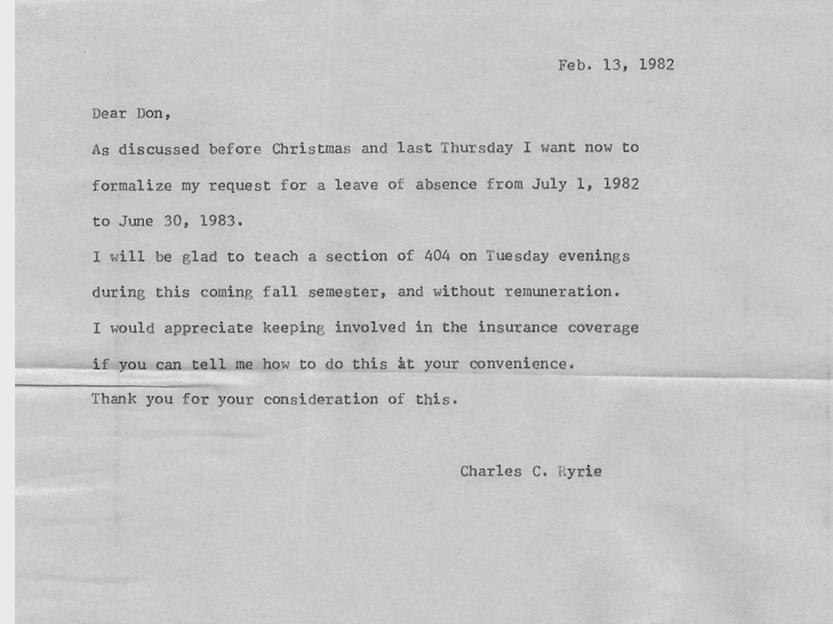 Feb. 13, 1982
Dear Don,
As discussed before Christmas and last Thursday I want now to
formalize my request for a leave of absence from July 1, 1982
to June 30, 1983.
I will be glad to teach a section of 404 on Tuesday evenings
during this coming fall semester, and without remuneration.
I would appreciate keeping involved in the insurance coverage
if you can tell me how to do this at your convenience.
Thank you for your consideration of this.
Charles C. Ryrie